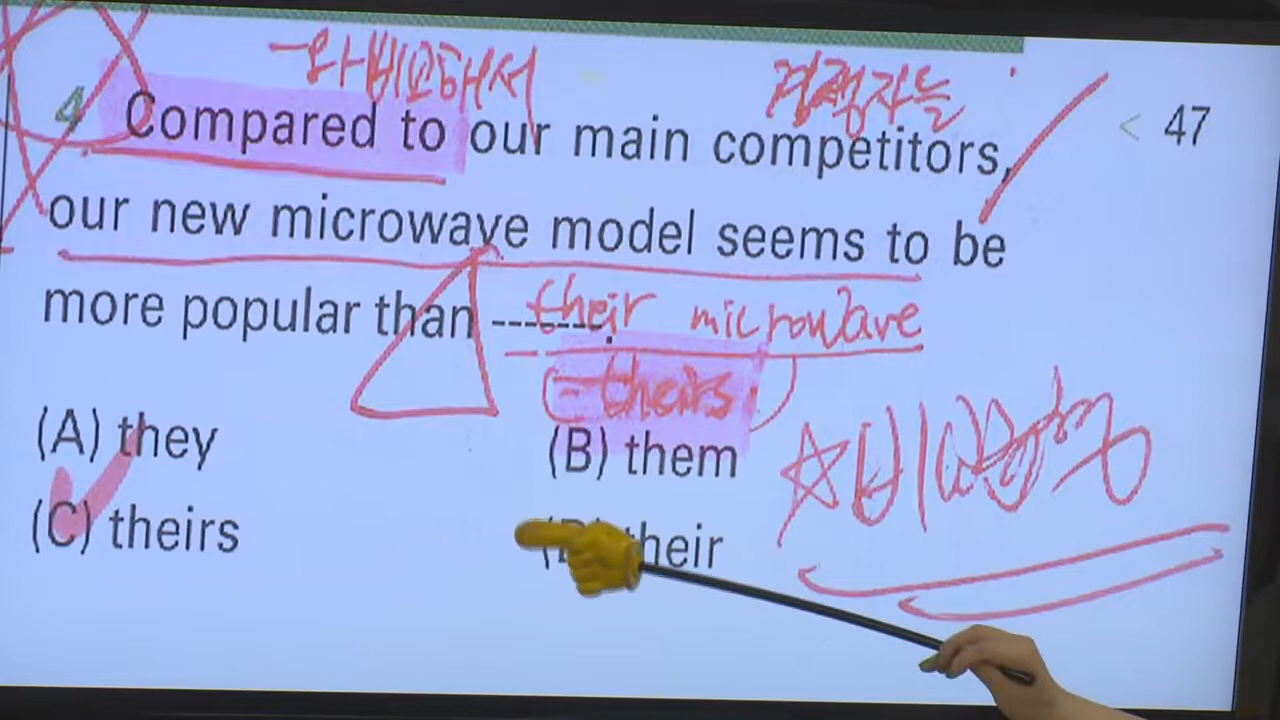 -와 비교해서 경쟁자들
4 Compared to our main competitors, < 47
our new microwave model seems to be
more popular than -------.
their microwave
theirs
(A) they (B) them
(C) theirs their